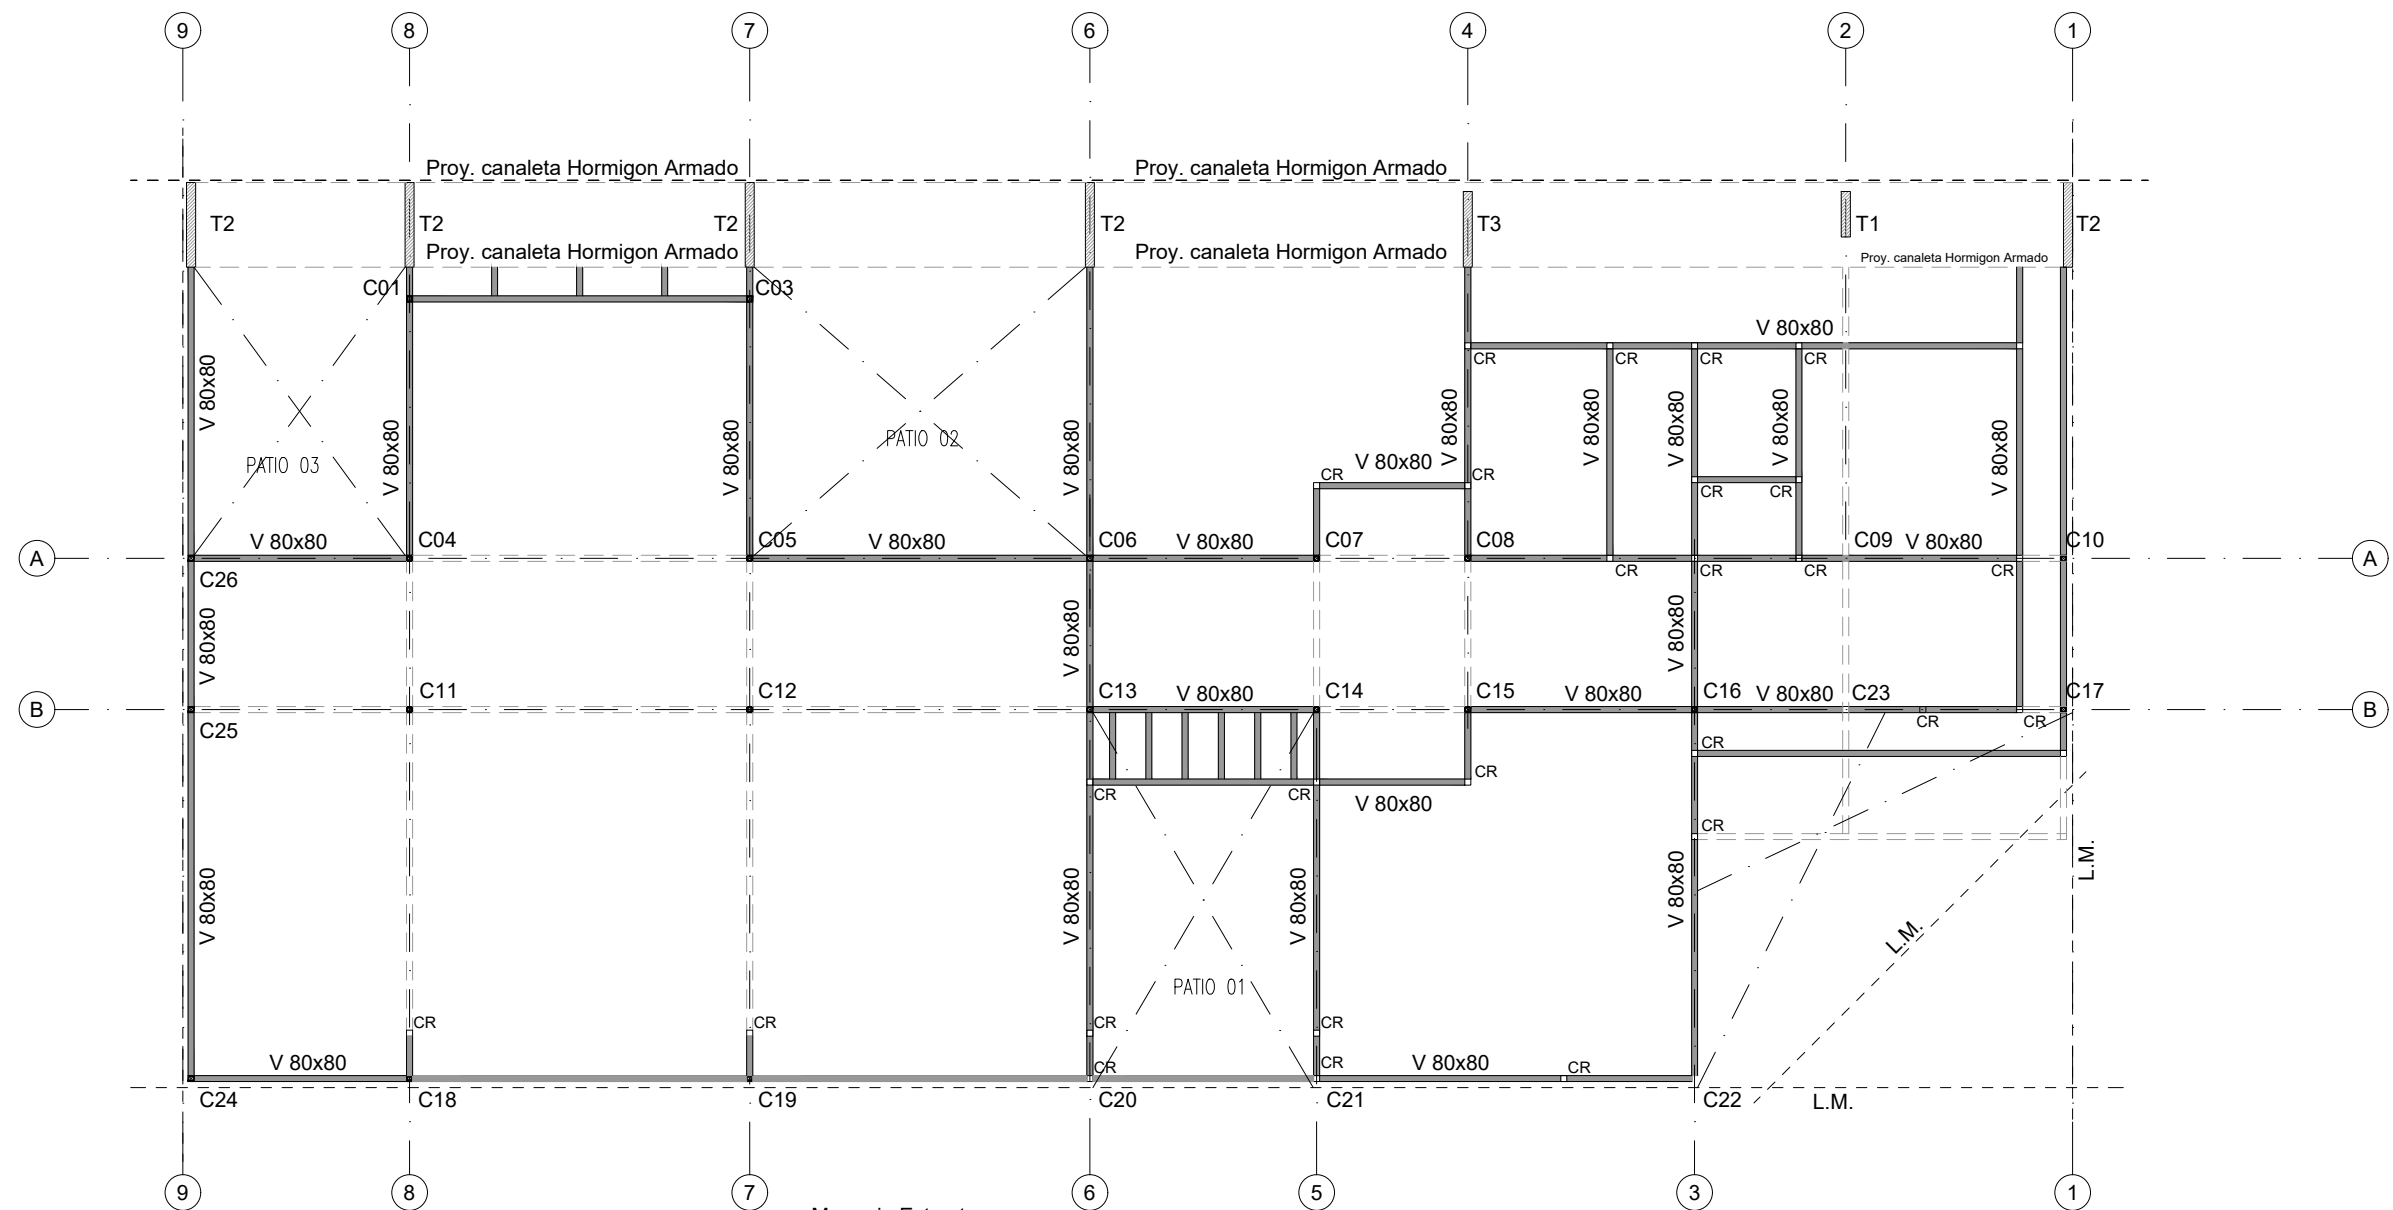 9 8 7 6 4 2 1
Proy. canaleta Hormigon Armado Proy. canaleta Hormigon Armado
T2 T2 T2 T2 T3 T1 T2
Proy. canaleta Hormigon Armado Proy. canaleta Hormigon Armado Proy. canaleta Hormigon Armado
C01 C03
V 80x80
CR CR CR CR
V 80x80 V 80x80 V 80x80 V 80x80 V 80x80 V 80x80 V 80x80 V 80x80 V 80x80
PATIO 02
PATIO 03
CR V 80x80 CR
CR CR
A V 80x80 C04 C05 V 80x80 C06 V 80x80 C07 C08 C09 V 80x80 C10 A
C26 CR CR CR CR
V 80x80 V 80x80 V 80x80
B C11 C12 C13 V 80x80 C14 C15 V 80x80 C16 V 80x80 C23 C17 B
C25 CR CR
CR
CR
CR CR V 80x80
CR
V 80x80 V 80x80 V 80x80 V 80x80
L.M.
L.M.
PATIO 01
CR CR CR CR
V 80x80 CR CR V 80x80 CR
C24 C18 C19 C20 C21 C22 L.M.
9 8 7 6 5 3 1